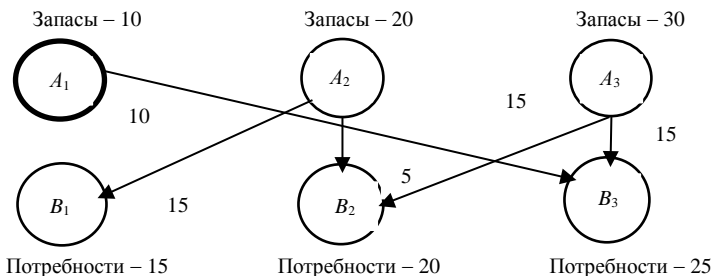 Запасы – 10 Запасы – 20 Запасы – 30
A1 A2 A3
10 15 15
15 5
B1 B2 B3
Потребности – 15 Потребности – 20 Потребности – 25